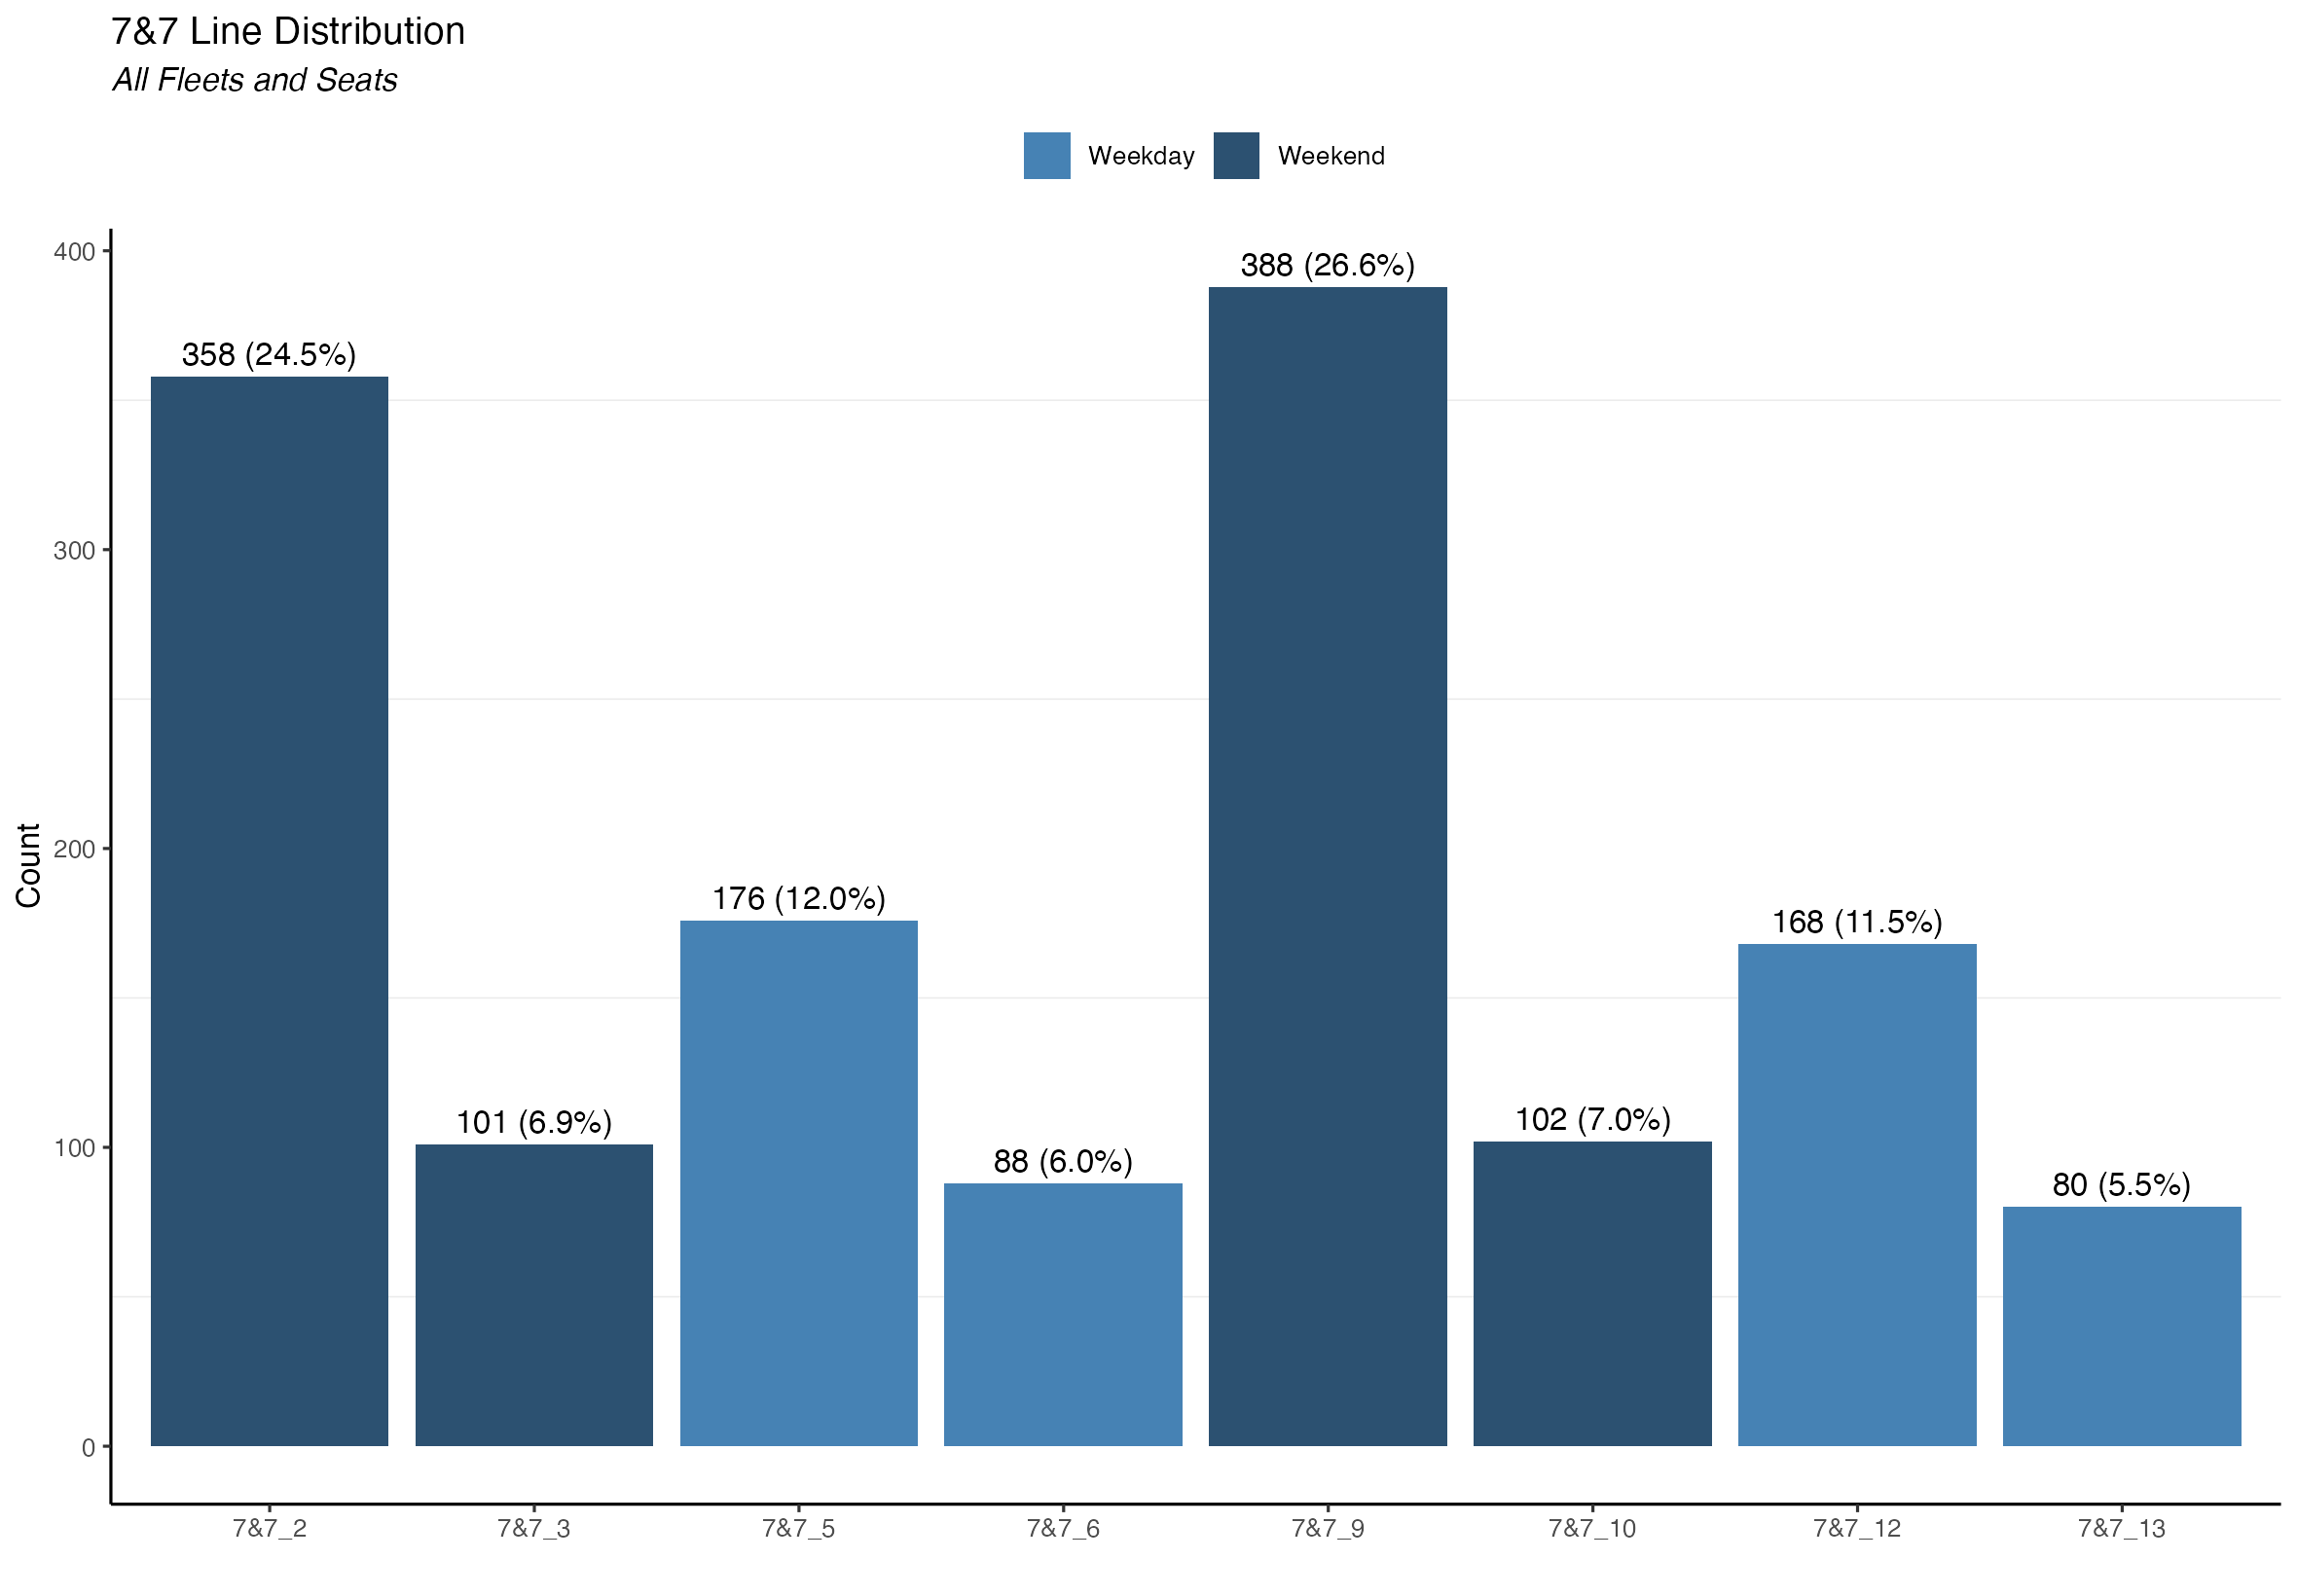 7&7 Line Distribution
All Fleets and Seats
Weekday Weekend
Count
400
300
200
100
0
358 (24.5%)
101 (6.9%)
176 (12.0%)
88 (6.0%)
388 (26.6%)
102 (7.0%)
168 (11.5%)
80 (5.5%)
7&7_2 7&7_3 7&7_5 7&7_6 7&7_9 7&7_10 7&7_12 7&7_13